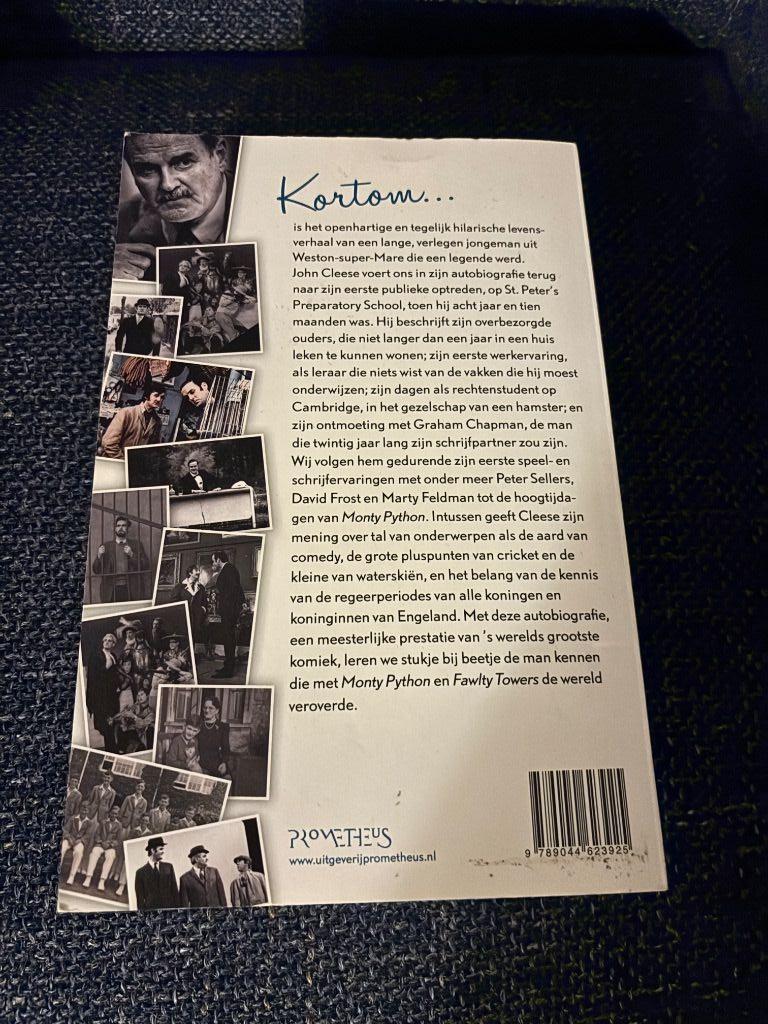 Kortom...
is het openhartige en tegelijk hilarische levens-
verhaal van een lange, verlegen jongeman uit
Weston-super-Mare die een legende werd.
John Cleese voert ons in zijn autobiografie terug
naar zijn eerste publieke optreden, op St. Peter's
Preparatory School, toen hij acht jaar en tien
maanden was. Hij beschrijft zijn overbezorgde
ouders, die niet langer dan een jaar in een huis
leken te kunnen wonen; zijn eerste werkervaring,
als leraar die niets wist van de vakken die hij moest
onderwijzen; zijn dagen als rechtenstudent op
Cambridge, in het gezelschap van een hamster; en
zijn ontmoeting met Graham Chapman, de man
die twintig jaar lang zijn schrijfpartner zou zijn.
Wij volgen hem gedurende zijn eerste speel- en
schrijfervaringen met onder meer Peter Sellers,
David Frost en Marty Feldman tot de hoogtijda-
gen van Monty Python. Intussen geeft Cleese zijn
mening over tal van onderwerpen als de aard van
comedy, de grote pluspunten van cricket en de
kleine van waterskiën, en het belang van de kennis
van de regeerperiodes van alle koningen en
koninginnen van Engeland. Met deze autobiografie,
een meesterlijke prestatie van 's werelds grootste
komiek, leren we stukje bij beetje de man kennen
die met Monty Python en Fawlty Towers de wereld
veroverde.
PROMETHEUS
www.uitgeverijprometheus.nl
9 789044 623925